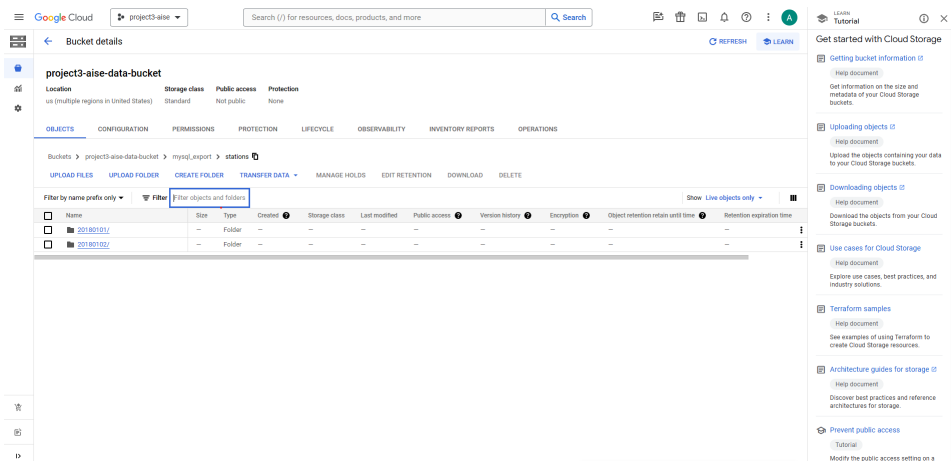 Google Cloud
project3-aise
Search (/) for resources, docs, products, and more
Search
A
LEARN
Tutorial
Bucket details
REFRESH
LEARN
Get started with Cloud Storage
project3-aise-data-bucket
Location Storage class Public access Protection
us (multiple regions in United States) Standard Not public None
OBJECTS CONFIGURATION PERMISSIONS PROTECTION LIFECYCLE OBSERVABILITY INVENTORY REPORTS OPERATIONS
Buckets > project3-aise-data-bucket > mysql_export > stations
UPLOAD FILES UPLOAD FOLDER CREATE FOLDER TRANSFER DATA MANAGE HOLDS EDIT RETENTION DOWNLOAD DELETE
Filter by name prefix only Filter Filter objects and folders Show Live objects only
Name Size Type Created Storage class Last modified Public access Version history Encryption Object retention retain until time Retention expiration time
20180101/ — Folder — — — — — — — —
20180102/ — Folder — — — — — — — —
Getting bucket information
Help document
Get information on the size and
metadata of your Cloud Storage
buckets.
Uploading objects
Help document
Upload the objects containing your data
to your Cloud Storage buckets.
Downloading objects
Help document
Download the objects from your Cloud
Storage buckets.
Use cases for Cloud Storage
Help document
Explore use cases, best practices, and
industry solutions.
Terraform samples
Help document
See examples of using Terraform to
create Cloud Storage resources.
Architecture guides for storage
Help document
Discover best practices and reference
architectures for storage.
Prevent public access
Tutorial
Modify the public access setting on a